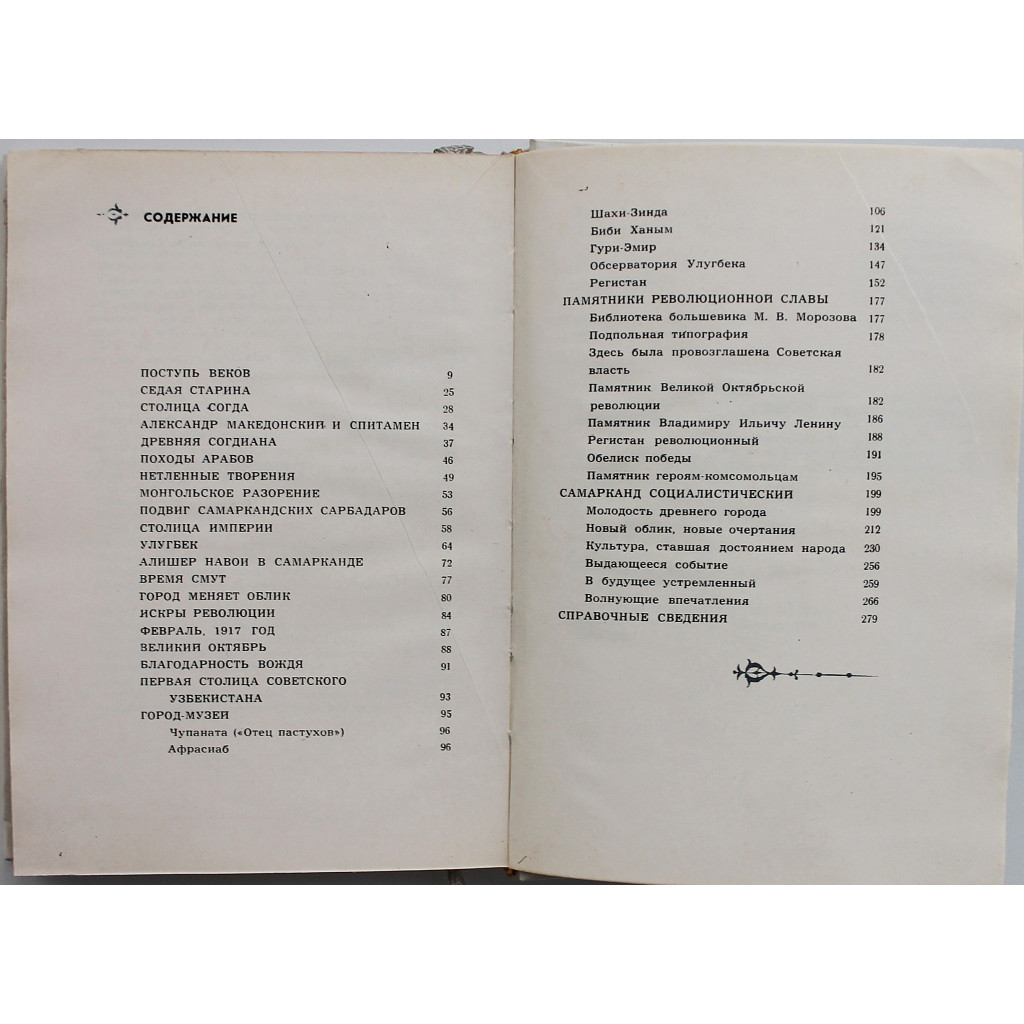 СОДЕРЖАНИЕ
ПОСТУПЬ ВЕКОВ 9
СЕДАЯ СТАРИНА 25
СТОЛИЦА СОГДА 28
АЛЕКСАНДР МАКЕДОНСКИЙ И СПИТАМЕН 34
ДРЕВНЯЯ СОГДИАНА 37
ПОХОДЫ АРАБОВ 46
НЕТЛЕННЫЕ ТВОРЕНИЯ 49
МОНГОЛЬСКОЕ РАЗОРЕНИЕ 53
ПОДВИГ САМАРКАНДСКИХ САРБАДАРОВ 56
СТОЛИЦА ИМПЕРИИ 58
УЛУГБЕК 64
АЛИШЕР НАВОИ В САМАРКАНДЕ 72
ВРЕМЯ СМУТ 77
ГОРОД МЕНЯЕТ ОБЛИК 80
ИСКРЫ РЕВОЛЮЦИИ 84
ФЕВРАЛЬ, 1917 ГОД 87
ВЕЛИКИЙ ОКТЯБРЬ 88
БЛАГОДАРНОСТЬ ВОЖДЯ 91
ПЕРВАЯ СТОЛИЦА СОВЕТСКОГО
УЗБЕКИСТАНА 93
ГОРОД-МУЗЕЙ 95
Чупаната («Отец пастухов») 96
Афрасиаб 96
Шахи-Зинда 106
Биби Ханым 121
Гури-Эмир 134
Обсерватория Улугбека 147
Регистан 152
ПАМЯТНИКИ РЕВОЛЮЦИОННОЙ СЛАВЫ 177
Библиотека большевика М. В. Морозова 177
Подпольная типография 178
Здесь была провозглашена Советская
власть 182
Памятник Великой Октябрьской
революции 182
Памятник Владимиру Ильичу Ленину 186
Регистан революционный 188
Обелиск победы 191
Памятник героям-комсомольцам 195
САМАРКАНД СОЦИАЛИСТИЧЕСКИЙ 199
Молодость древнего города 199
Новый облик, новые очертания 212
Культура, ставшая достоянием народа 230
Выдающееся событие 256
В будущее устремленный 259
Волнующие впечатления 266
СПРАВОЧНЫЕ СВЕДЕНИЯ 279